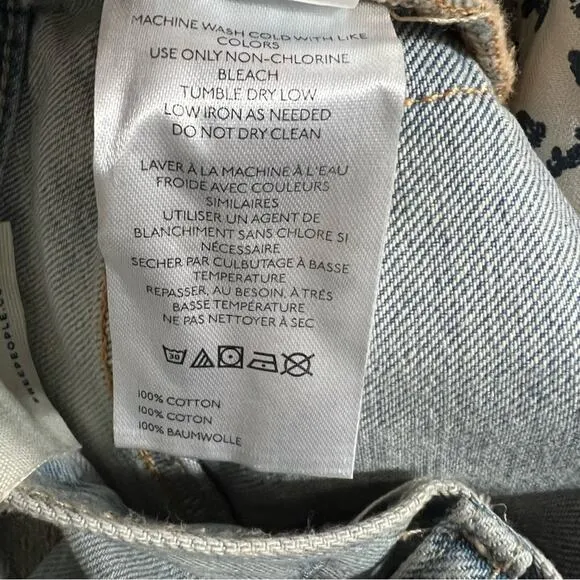 MACHINE WASH COLD WITH LIKE
COLORS
USE ONLY NON-CHLORINE
BLEACH
TUMBLE DRY LOW
LOW IRON AS NEEDED
DO NOT DRY CLEAN
LAVER À LA MACHINE À L'EAU
FROIDE AVEC COULEURS
SIMILAIRES
UTILISER UN AGENT DE
BLANCHIMENT SANS CHLORE SI
NÉCESSAIRE
SECHER PAR CULBUTAGE À BASSE
TEMPERATURE
REPASSER, AU BESOIN, À TRÈS
BASSE TEMPÉRATURE
NE PAS NETTOYER À SEC
30
100% COTTON
100% COTON
100% BAUMWOLLE